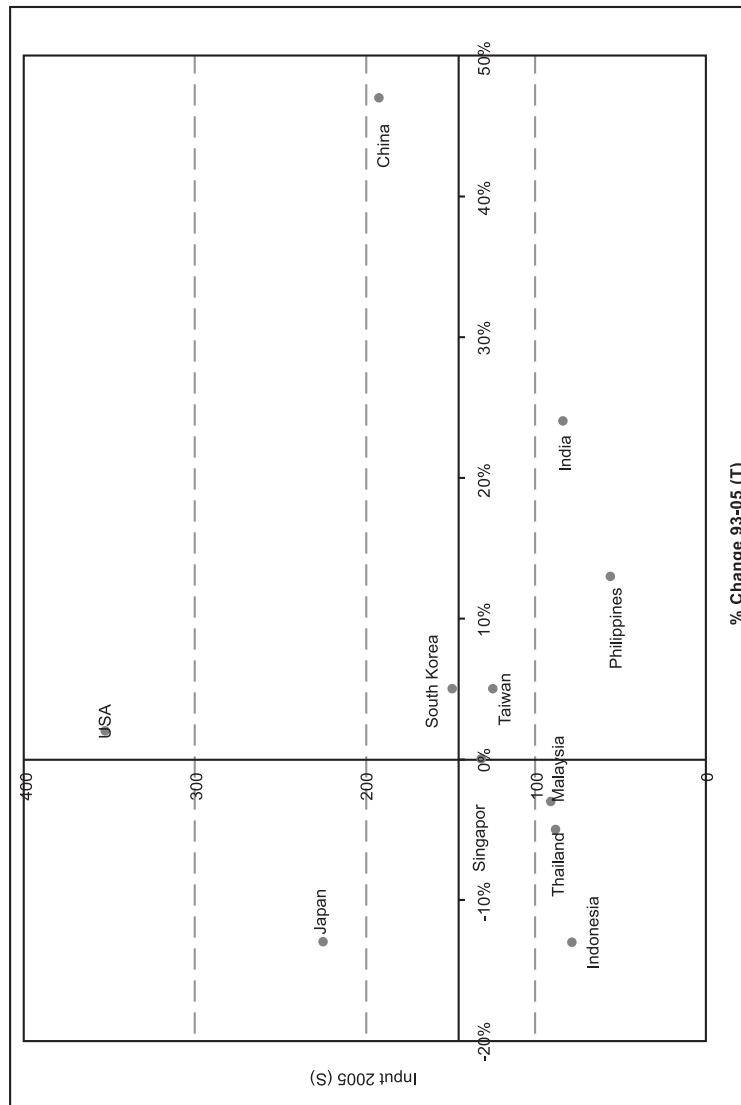 400
300
200
100
0
-20%
-10%
0%
10%
20%
30%
40%
50%
USA
Japan
China
South Korea
Taiwan
Singapor
Malaysia
Thailand
Indonesia
India
Philippines
Input 2005 (S)
% Change 93-05 (T)